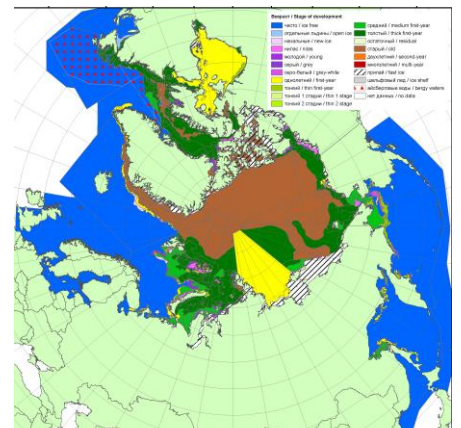 Возраст / Stage of development
чисто / ice free
отдельные льдины / open ice
начальные / new ice
нилас / nilas
молодой / young
серый / grey
серо-белый / grey-white
однолетний / first-year
тонкий / thin first-year
тонкий 1 стадии / thin 1 stage
тонкий 2 стадии / thin 2 stage
средний / medium first-year
толстый / thick first-year
остаточный / residual
старый / old
двухлетний / second-year
многолетний / multi-year
припай / fast ice
шельфовый лед / ice shelf
айсберговые воды / bergy waters
нет данных / no data